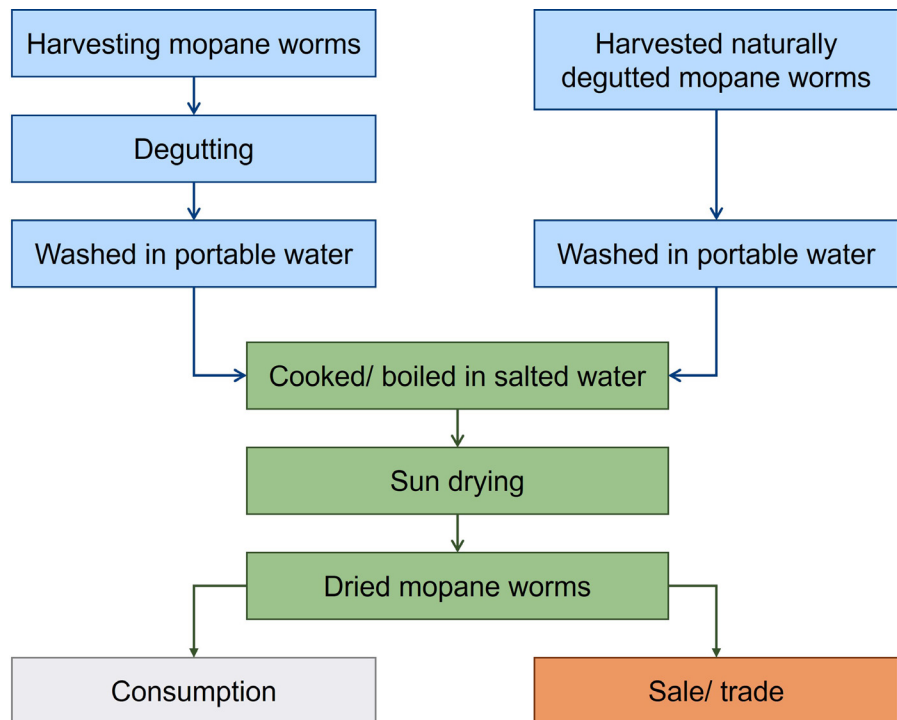 Harvesting mopane worms
Harvested naturally
degutted mopane worms
Degutting
Washed in portable water
Washed in portable water
Cooked/ boiled in salted water
Sun drying
Dried mopane worms
Consumption
Sale/ trade